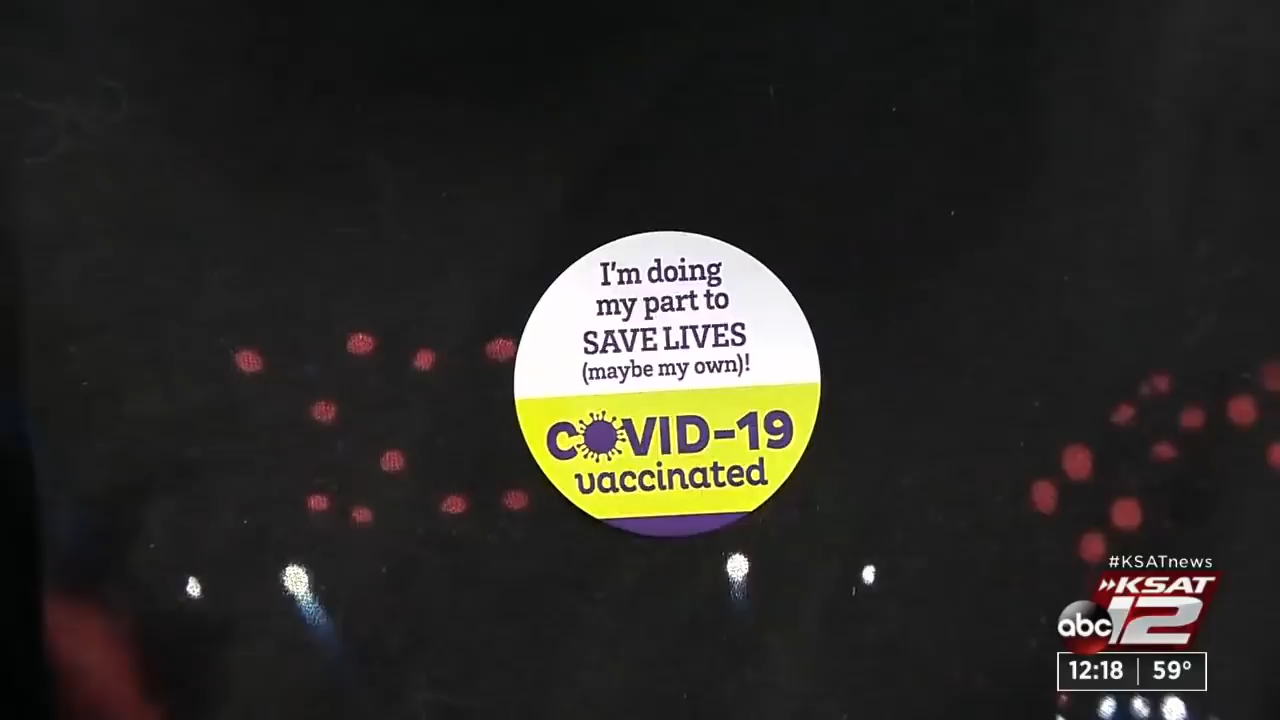 I'm doing
my part to
SAVE LIVES
(maybe my own)!
COVID-19
vaccinated
#KSATnews
KSAT
abc 12
12:18 59°